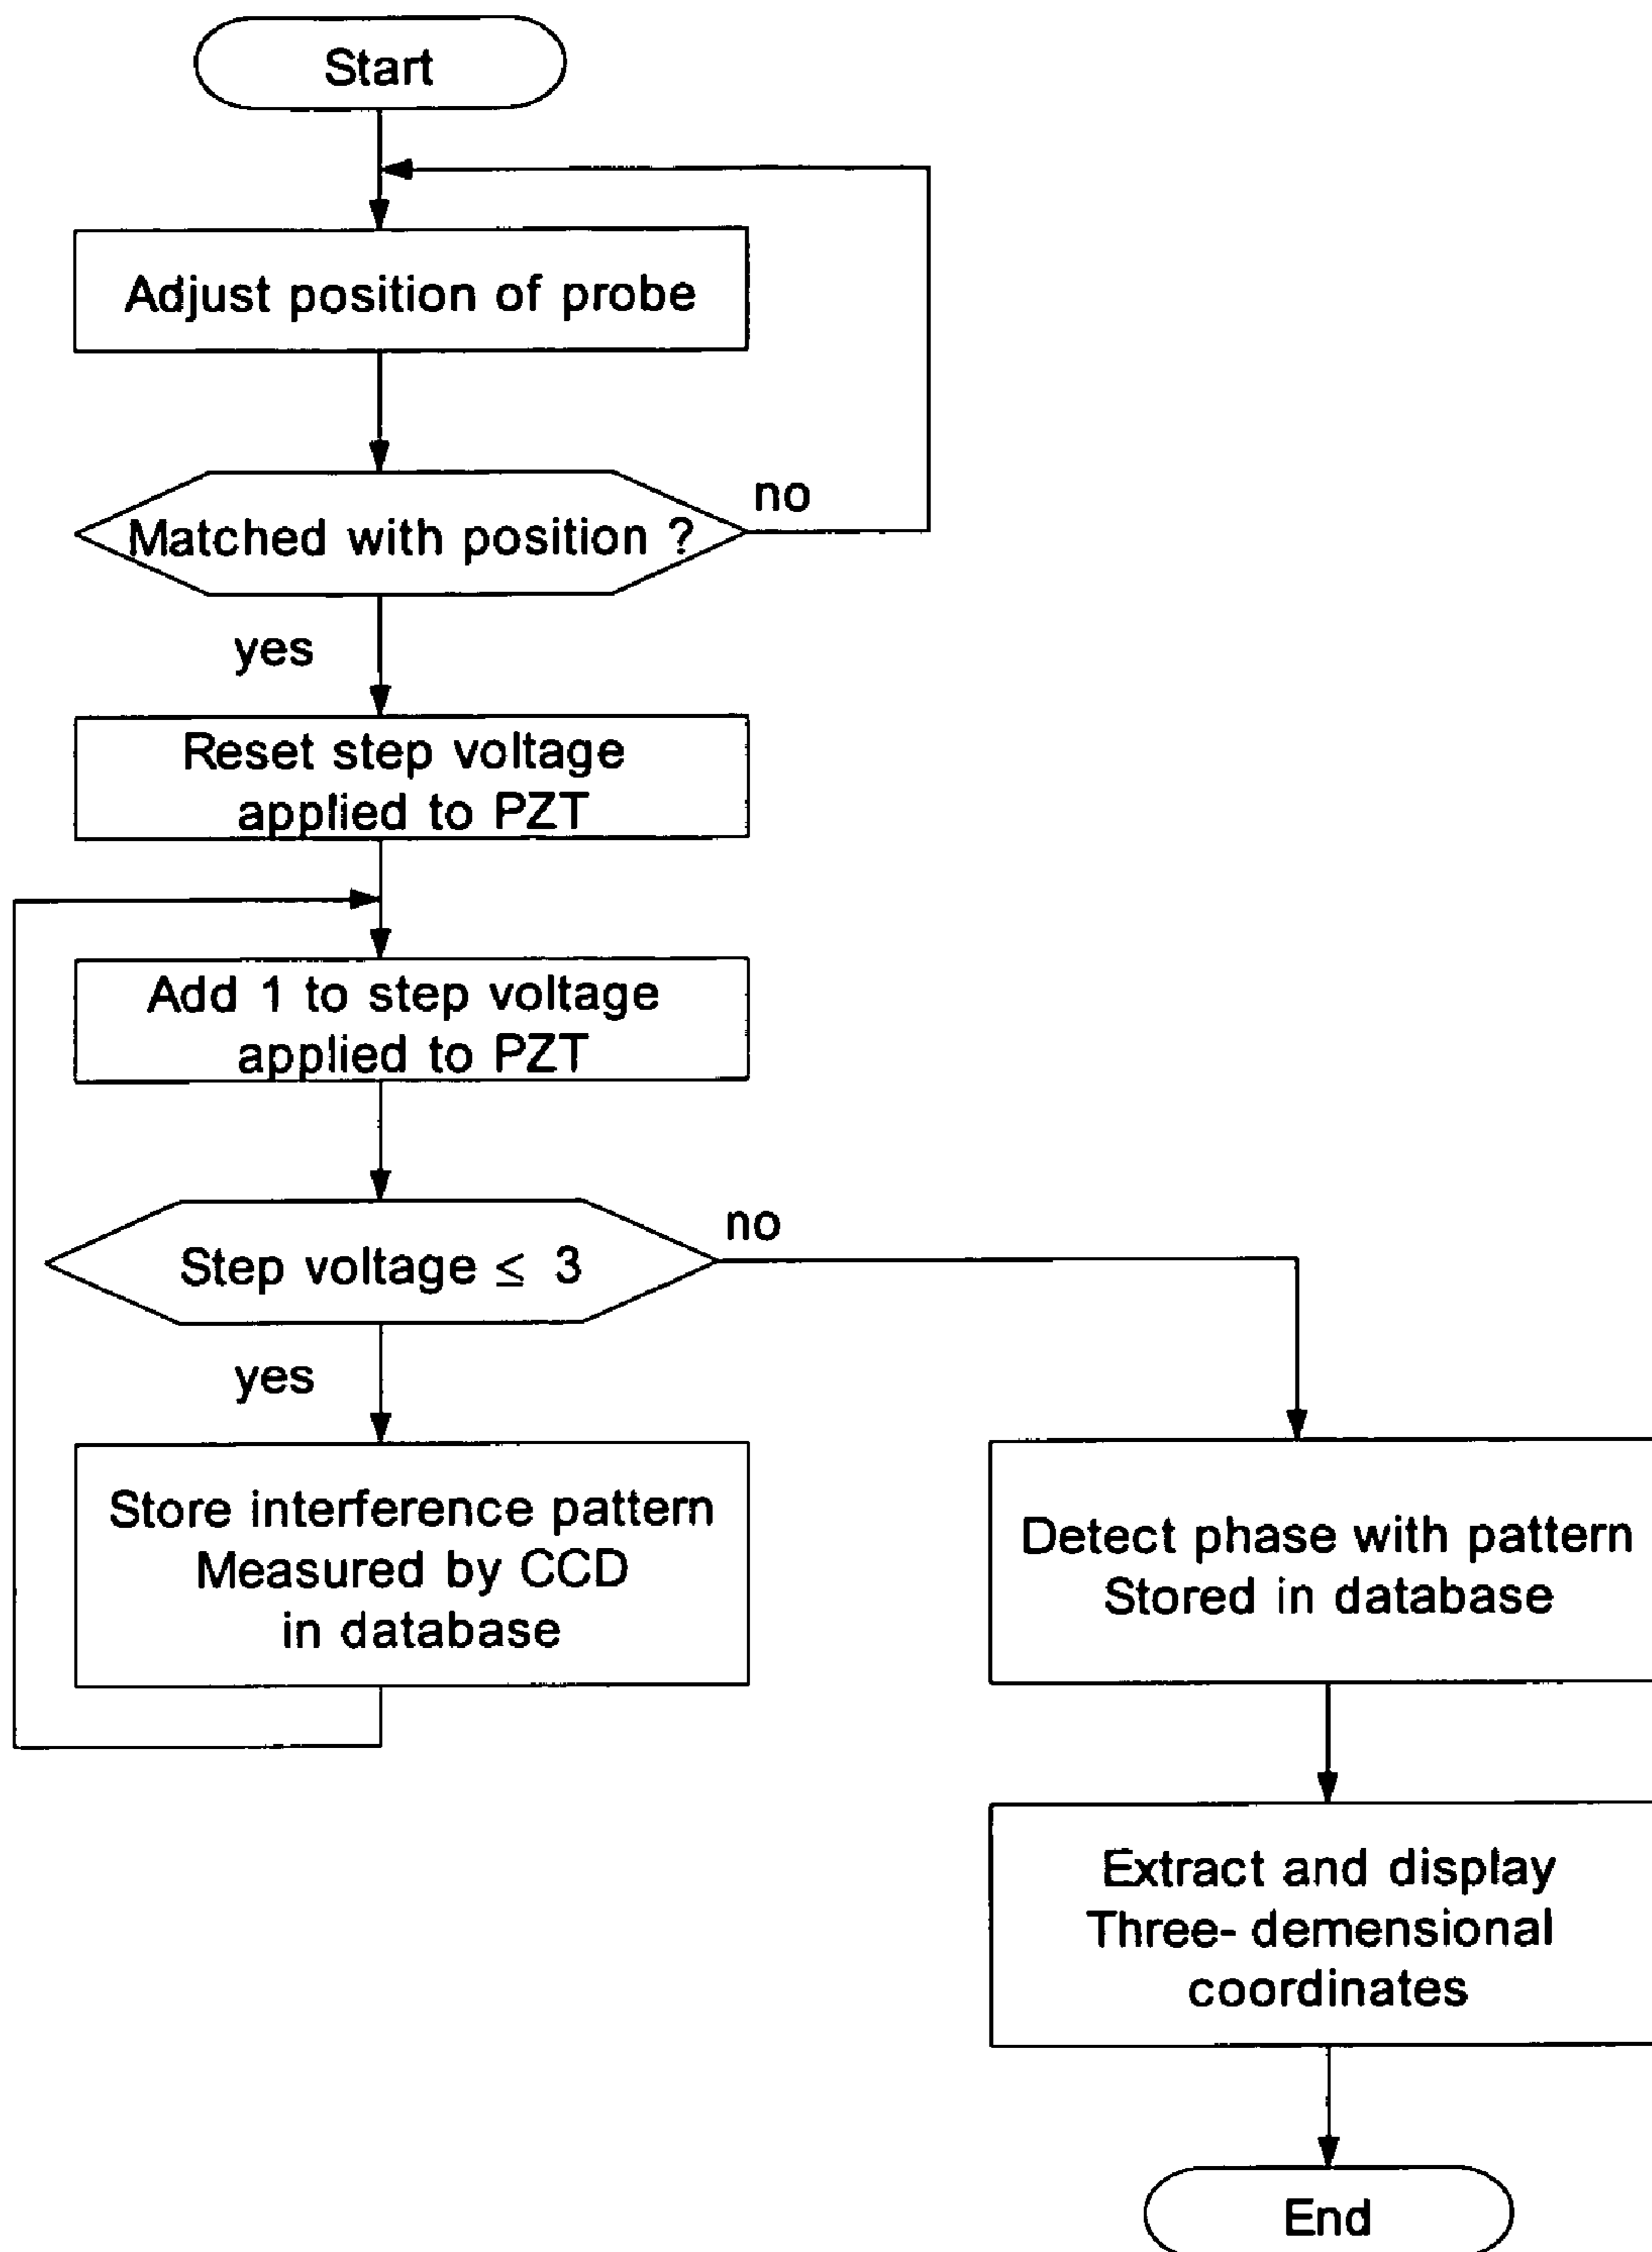 Start
Adjust position of probe
Matched with position ?
no
yes
Reset step voltage
applied to PZT
Add 1 to step voltage
applied to PZT
Step voltage ≤ 3
no
yes
Store interference pattern
Measured by CCD
in database
Detect phase with pattern
Stored in database
Extract and display
Three- demensional
coordinates
End